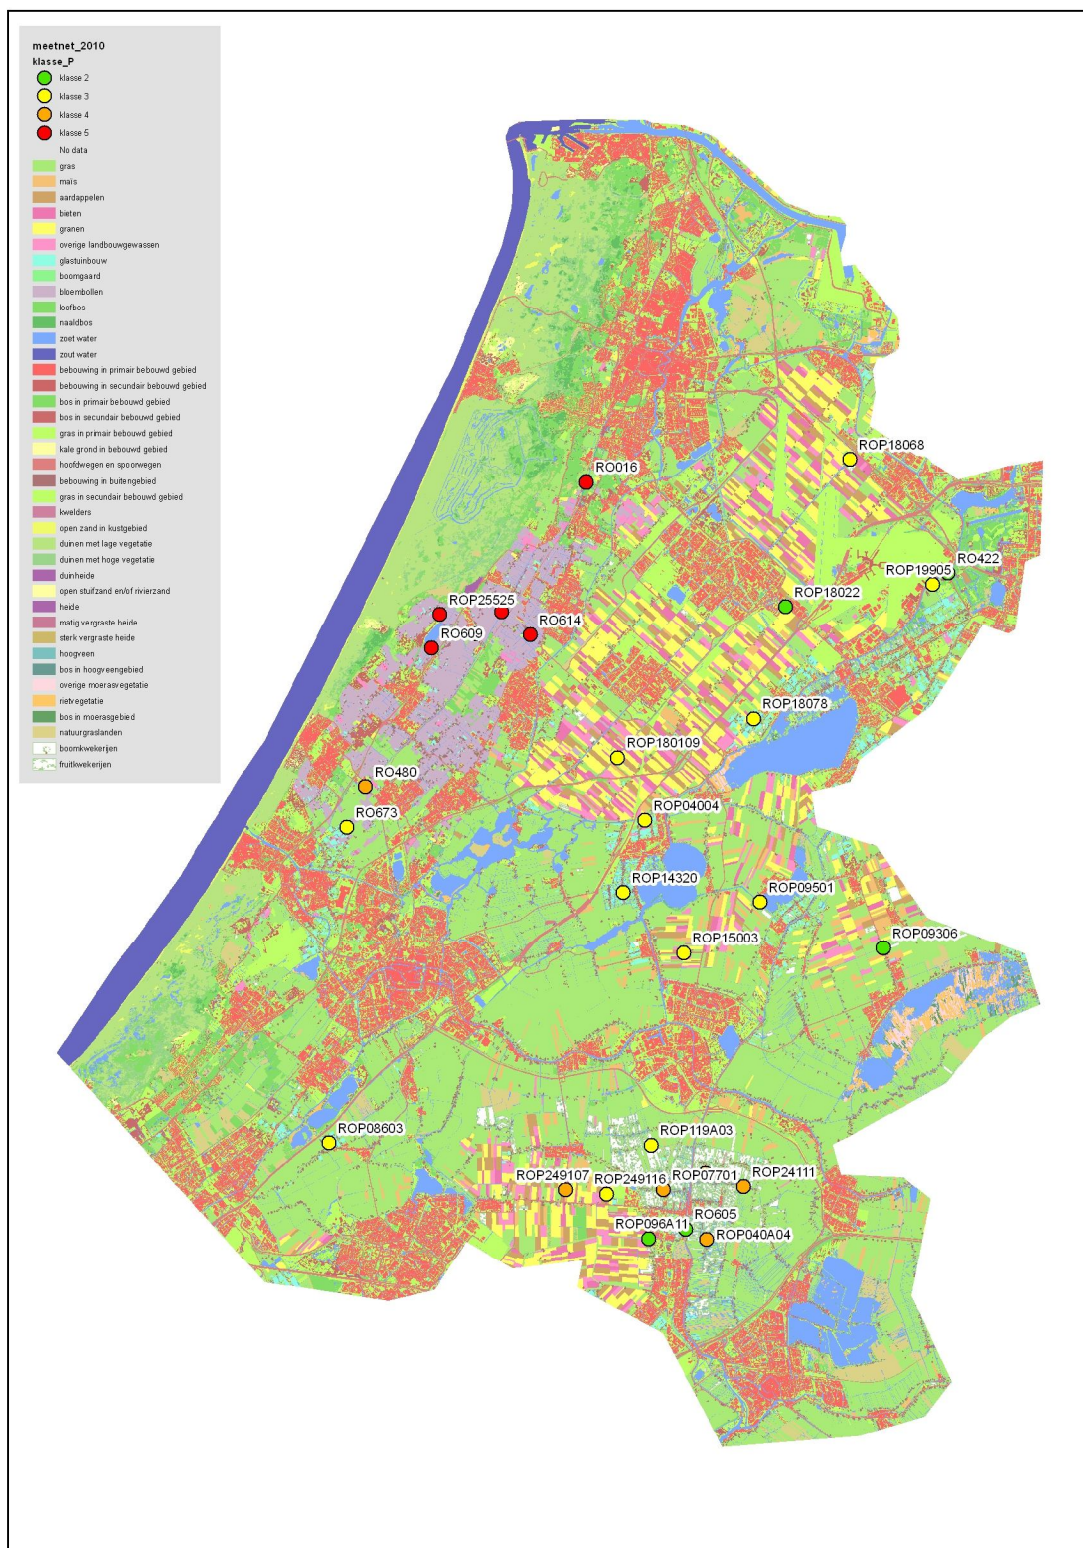 meetnet_2010
klasse_P
klasse 2
klasse 3
klasse 4
klasse 5
No data
gras
maïs
aardappelen
bieten
granen
overige landbouwgewassen
glastuinbouw
boomgaard
bloembollen
loofbos
naaldbos
zoet water
zout water
bebouwing in primair bebouwd gebied
bebouwing in secundair bebouwd gebied
bos in primair bebouwd gebied
bos in secundair bebouwd gebied
gras in primair bebouwd gebied
kale grond in bebouwd gebied
hoofdwegen en spoorwegen
bebouwing in buitengebied
gras in secundair bebouwd gebied
kwelders
open zand in kustgebied
duinen met lage vegetatie
duinen met hoge vegetatie
duinheide
open stuifzand en/of rivierzand
heide
matig vergraste heide
sterk vergraste heide
hoogveen
bos in hoogveengebied
overige moerasvegetatie
rietvegetatie
bos in moerasgebied
natuurgraslanden
boomkwekerijen
fruitkwekerijen
ROP18068
RO016
RO422
ROP19905
ROP18022
ROP25525
RO614
RO609
ROP18078
ROP180109
RO480
ROP04004
RO673
ROP14320
ROP09501
ROP15003
ROP09306
ROP119A03
ROP08603
ROP249107
ROP249116
ROP07701
ROP24111
RO605
ROP096A11
ROP040A04